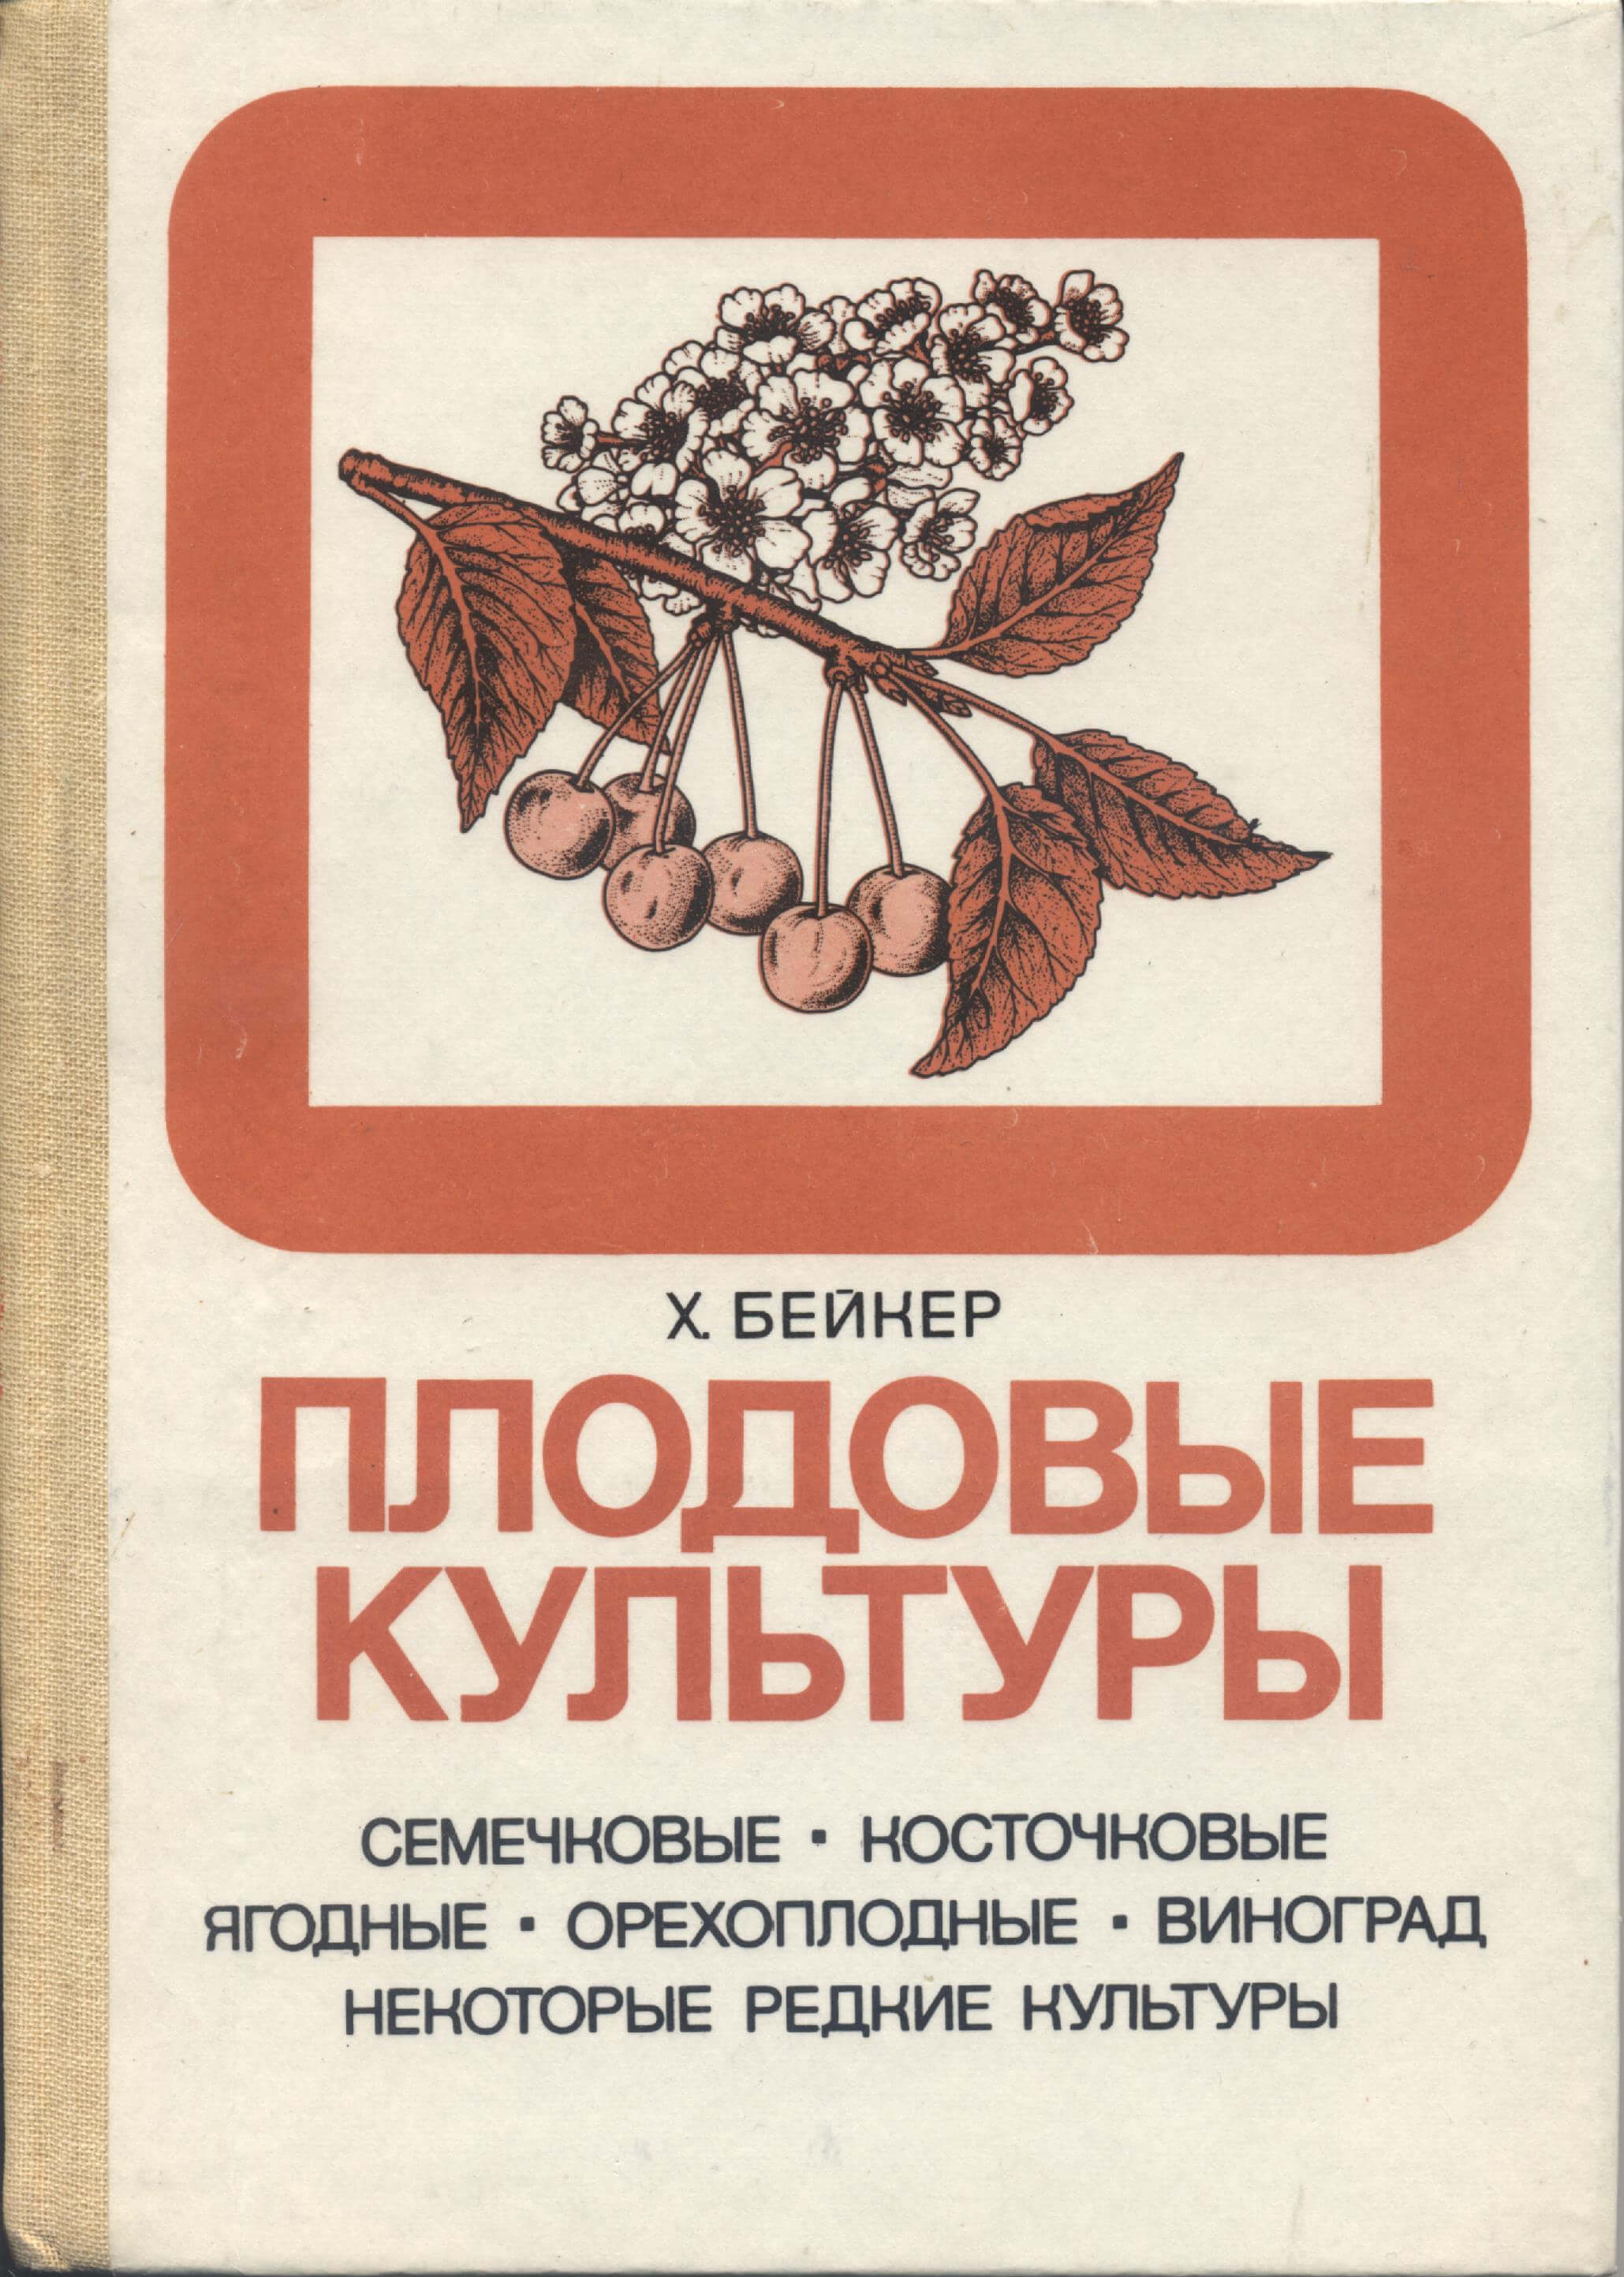 Х. БЕЙКЕР
ПЛОДОВЫЕ
КУЛЬТУРЫ
СЕМЕЧКОВЫЕ ▪ КОСТОЧКОВЫЕ
ЯГОДНЫЕ ▪ ОРЕХОПЛОДНЫЕ ▪ ВИНОГРАД
НЕКОТОРЫЕ РЕДКИЕ КУЛЬТУРЫ